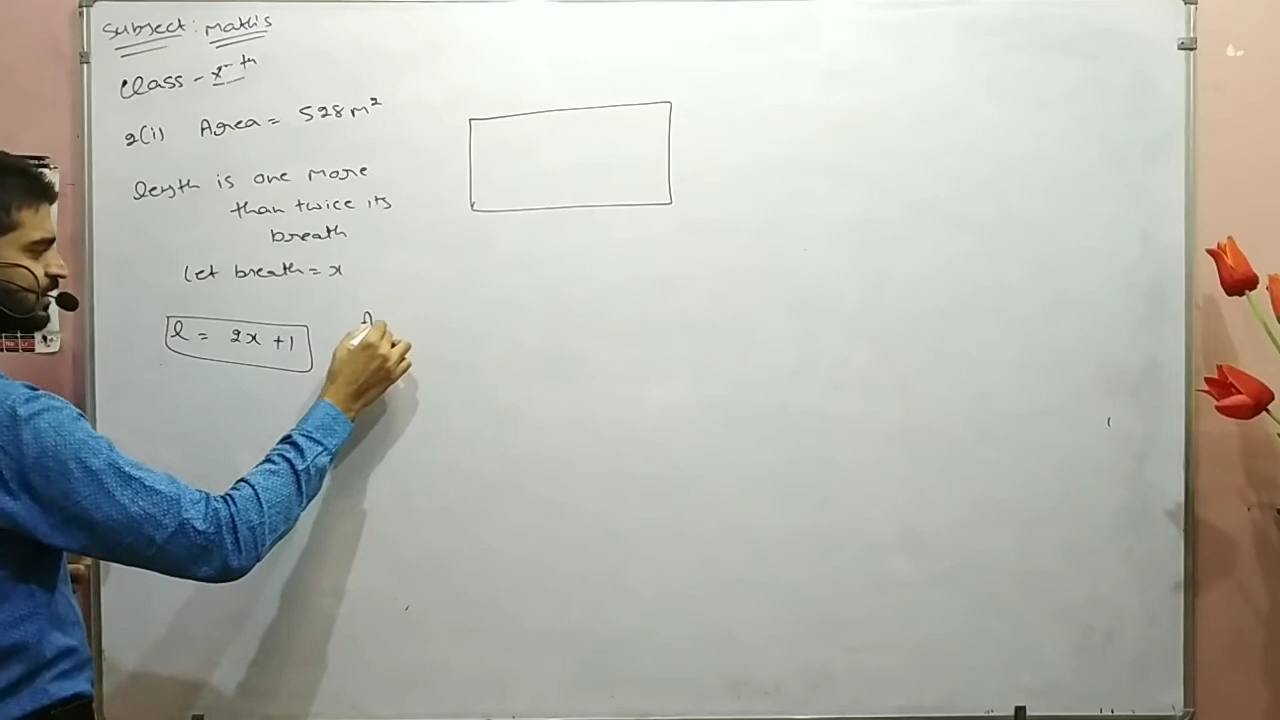 Subject: Maths
Class - x-th
2(i) Area = 528 m²
length is one more
than twice its
breath
Let breath = x
l = 2x + 1
A